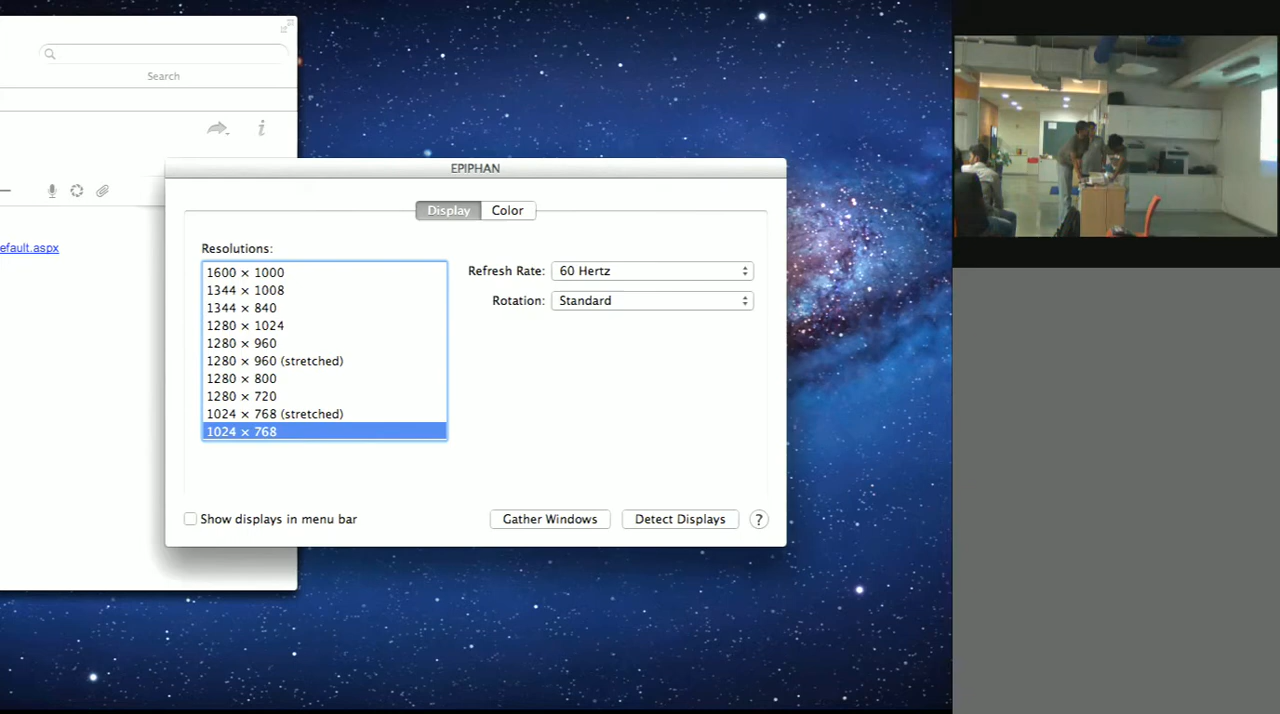 Search
efault.aspx
EPIPHAN
Display Color
Resolutions:
1600 × 1000
1344 × 1008
1344 × 840
1280 × 1024
1280 × 960
1280 × 960 (stretched)
1280 × 800
1280 × 720
1024 × 768 (stretched)
1024 × 768
Refresh Rate: 60 Hertz
Rotation: Standard
Show displays in menu bar
Gather Windows Detect Displays ?